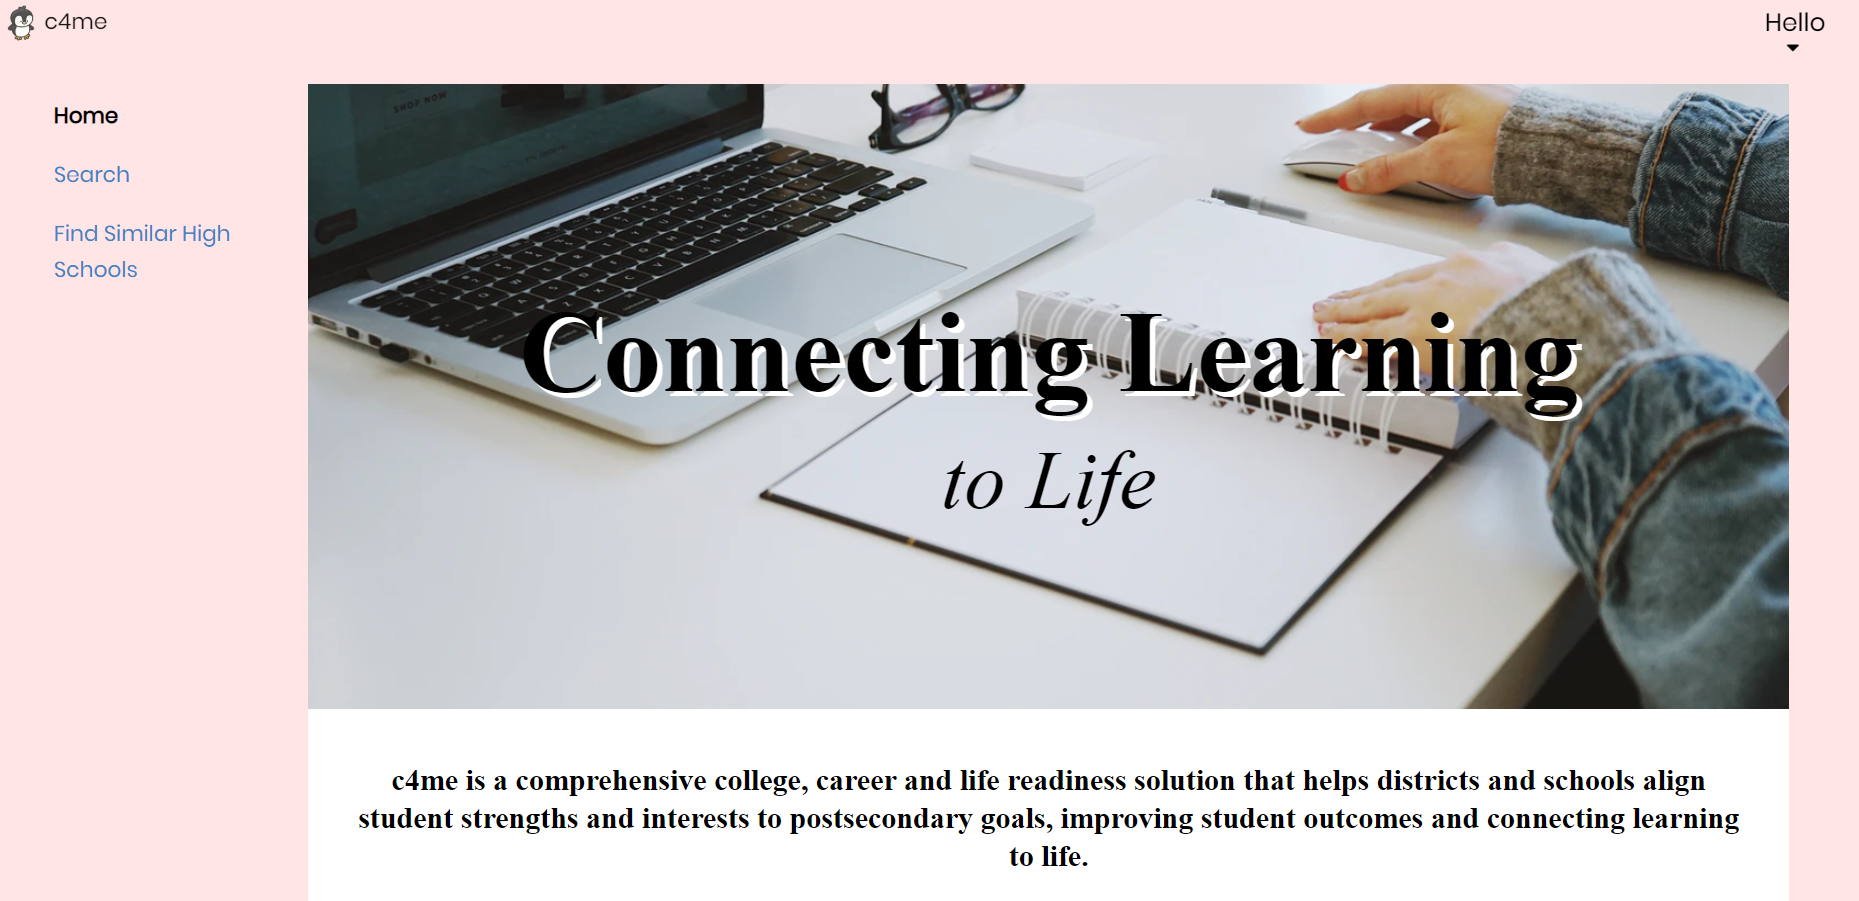 c4me
Hello
Home
Search
Find Similar High
Schools
SHOP NOW
Connecting Learning
to Life
c4me is a comprehensive college, career and life readiness solution that helps districts and schools align
student strengths and interests to postsecondary goals, improving student outcomes and connecting learning
to life.